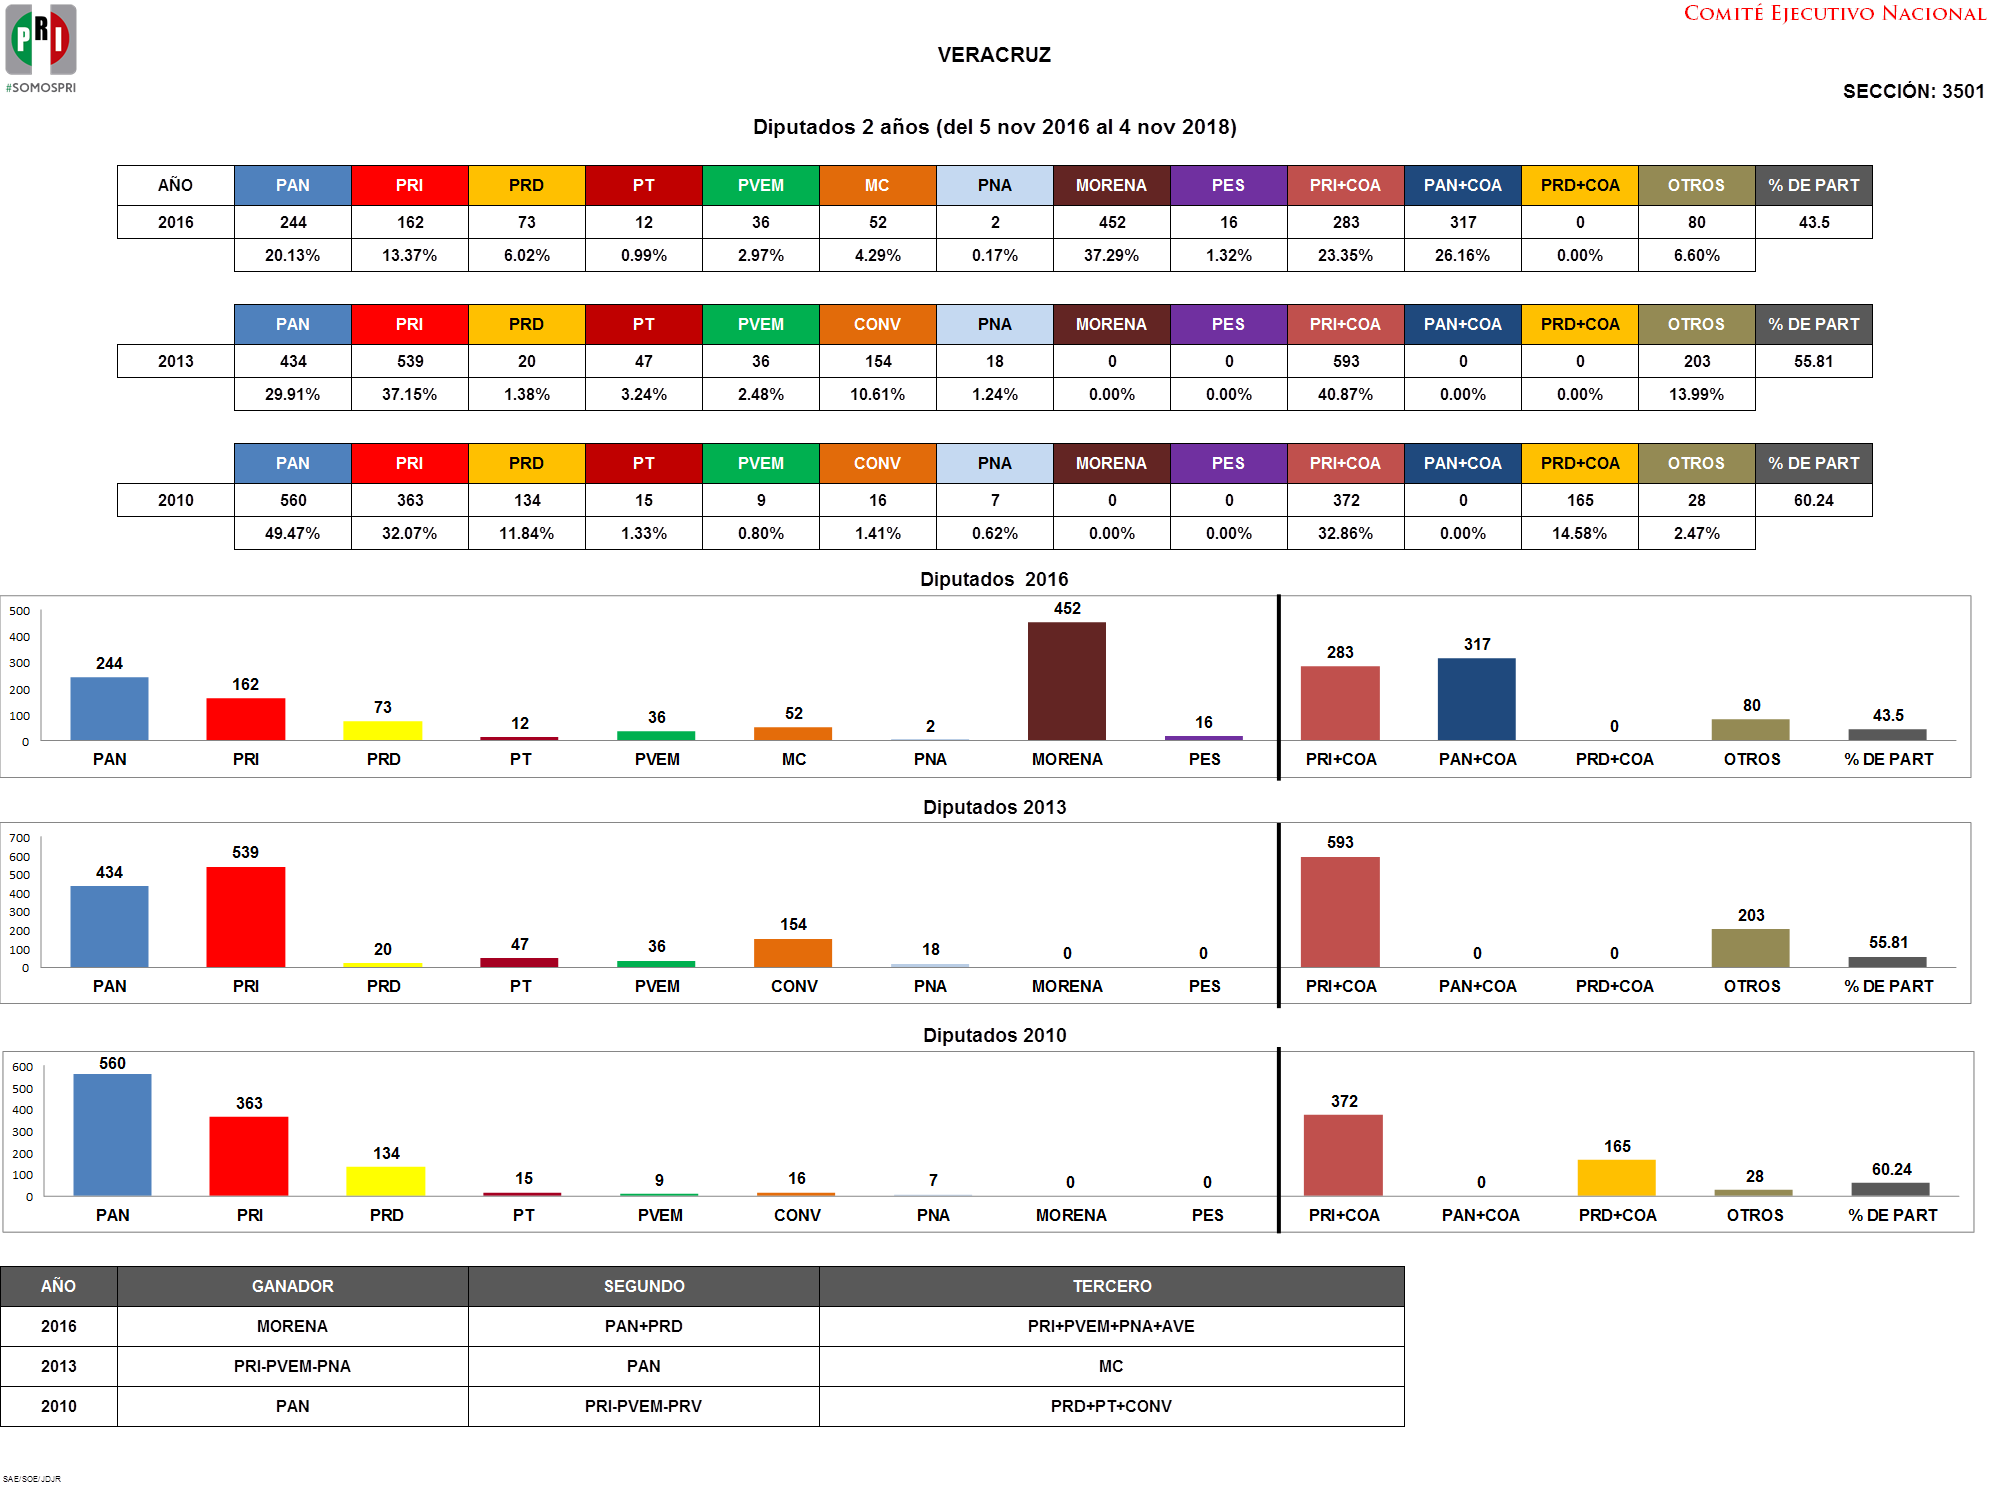 COMITÉ EJECUTIVO NACIONAL
PRI
#SOMOSPRI
VERACRUZ
SECCIÓN: 3501
Diputados 2 años (del 5 nov 2016 al 4 nov 2018)
AÑO PAN PRI PRD PT PVEM MC PNA MORENA PES PRI+COA PAN+COA PRD+COA OTROS % DE PART
2016 244 162 73 12 36 52 2 452 16 283 317 0 80 43.5
20.13% 13.37% 6.02% 0.99% 2.97% 4.29% 0.17% 37.29% 1.32% 23.35% 26.16% 0.00% 6.60%
PAN PRI PRD PT PVEM CONV PNA MORENA PES PRI+COA PAN+COA PRD+COA OTROS % DE PART
2013 434 539 20 47 36 154 18 0 0 593 0 0 203 55.81
29.91% 37.15% 1.38% 3.24% 2.48% 10.61% 1.24% 0.00% 0.00% 40.87% 0.00% 0.00% 13.99%
PAN PRI PRD PT PVEM CONV PNA MORENA PES PRI+COA PAN+COA PRD+COA OTROS % DE PART
2010 560 363 134 15 9 16 7 0 0 372 0 165 28 60.24
49.47% 32.07% 11.84% 1.33% 0.80% 1.41% 0.62% 0.00% 0.00% 32.86% 0.00% 14.58% 2.47%
Diputados 2016
500
400
300
200
100
0
244 162 73 12 36 52 2 452 16 283 317 0 80 43.5
PAN PRI PRD PT PVEM MC PNA MORENA PES PRI+COA PAN+COA PRD+COA OTROS % DE PART
Diputados 2013
700
600
500
400
300
200
100
0
434 539 20 47 36 154 18 0 0 593 0 0 203 55.81
PAN PRI PRD PT PVEM CONV PNA MORENA PES PRI+COA PAN+COA PRD+COA OTROS % DE PART
Diputados 2010
600
500
400
300
200
100
0
560 363 134 15 9 16 7 0 0 372 0 165 28 60.24
PAN PRI PRD PT PVEM CONV PNA MORENA PES PRI+COA PAN+COA PRD+COA OTROS % DE PART
AÑO GANADOR SEGUNDO TERCERO
2016 MORENA PAN+PRD PRI+PVEM+PNA+AVE
2013 PRI-PVEM-PNA PAN MC
2010 PAN PRI-PVEM-PRV PRD+PT+CONV
SAE/SOE/JDJR